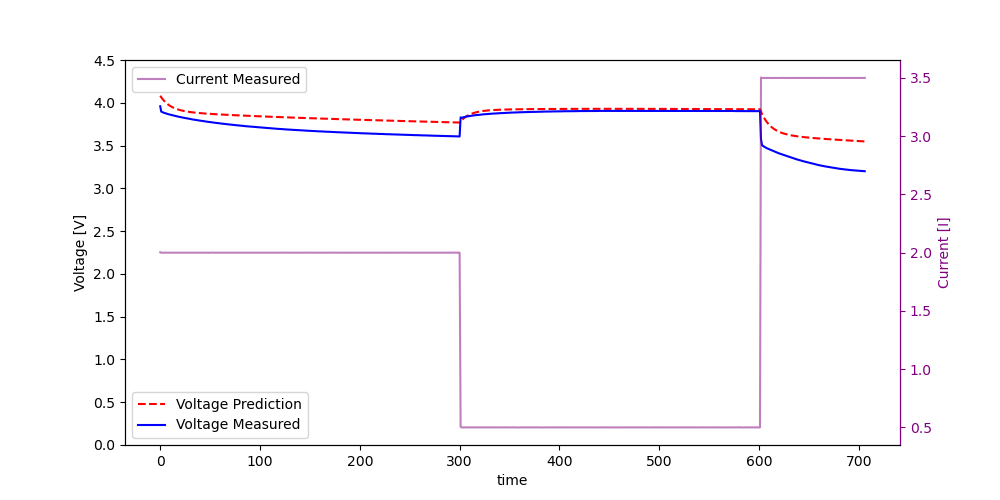 Current Measured
Voltage Prediction
Voltage Measured
Voltage [V]
4.5
4.0
3.5
3.0
2.5
2.0
1.5
1.0
0.5
0.0
0 100 200 300 400 500 600 700
time
3.5
3.0
2.5
2.0
1.5
1.0
0.5
Current [I]